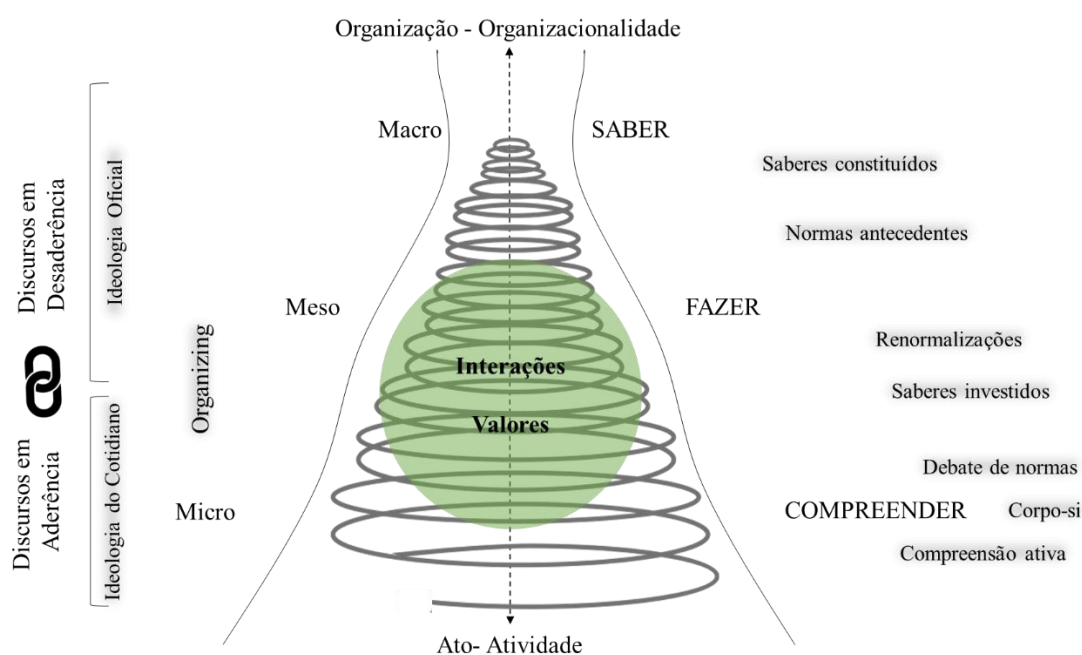 Organização - Organizacionalidade
Macro
SABER
Saberes constituídos
Discursos em
Desaderência
Ideologia Oficial
Normas antecedentes
Meso
FAZER
Organizing
Renormalizações
Interações
Saberes investidos
Valores
Discursos em
Aderência
Ideologia do Cotidiano
Debate de normas
Micro
COMPREENDER
Corpo-si
Compreensão ativa
Ato- Atividade